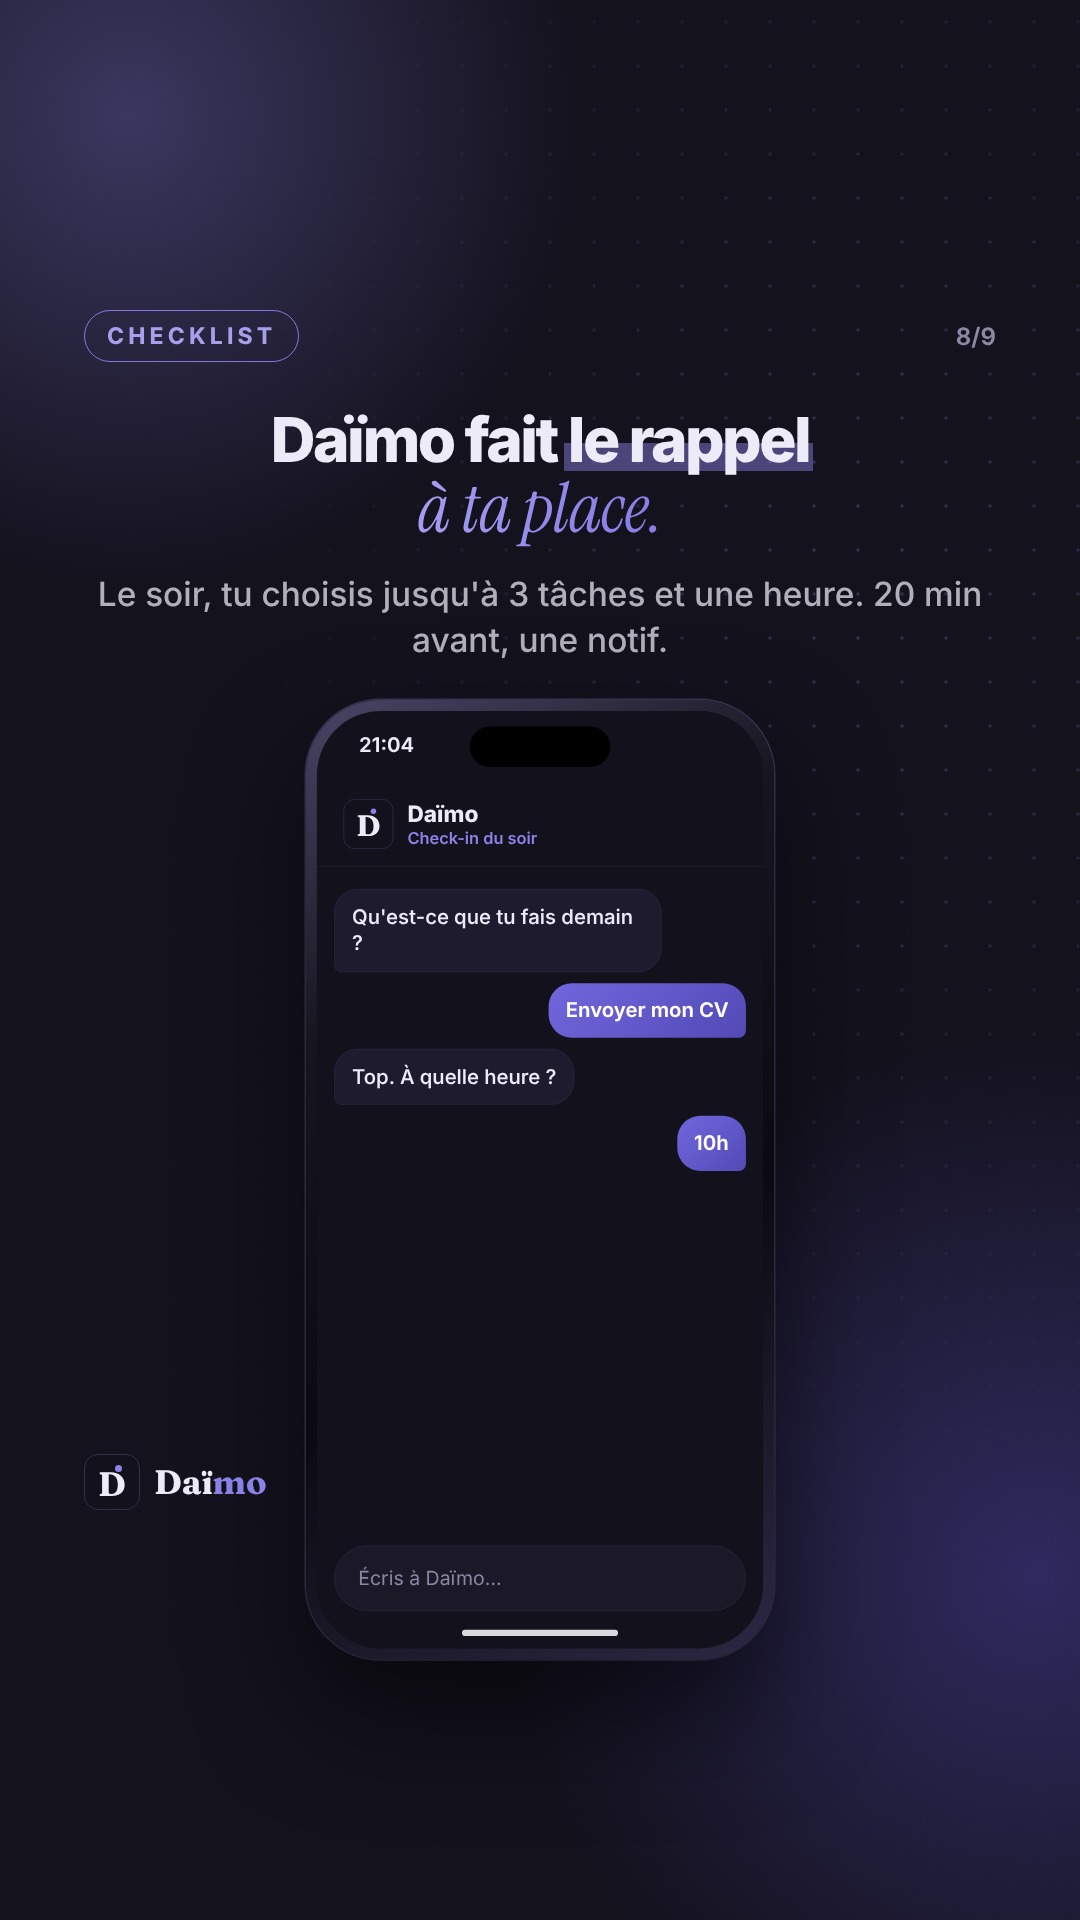 CHECKLIST
8/9
Daïmo fait le rappel
à ta place.
Le soir, tu choisis jusqu'à 3 tâches et une heure. 20 min
avant, une notif.
21:04
D
Daïmo
Check-in du soir
Qu'est-ce que tu fais demain
?
Envoyer mon CV
Top. À quelle heure ?
10h
D Daïmo
Écris à Daïmo...